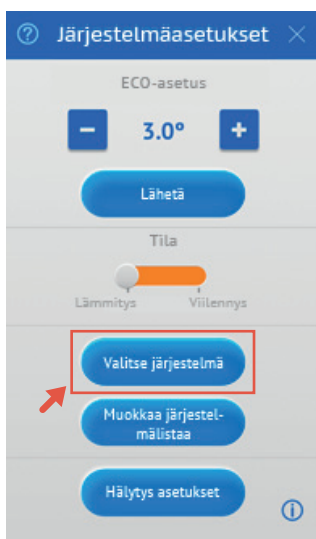 Järjestelmäasetukset
ECO-asetus
3.0°
Lähetä
Tila
Lämmitys Viilennys
Valitse järjestelmä
Muokkaa järjestel-
mälistaa
Hälytys asetukset